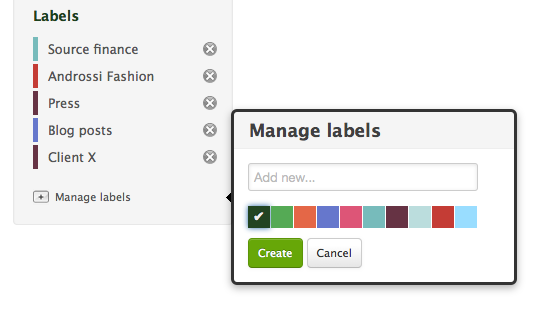 Labels
Source finance
Androssi Fashion
Press
Blog posts
Client X
Manage labels
Manage labels
Add new...
Create Cancel